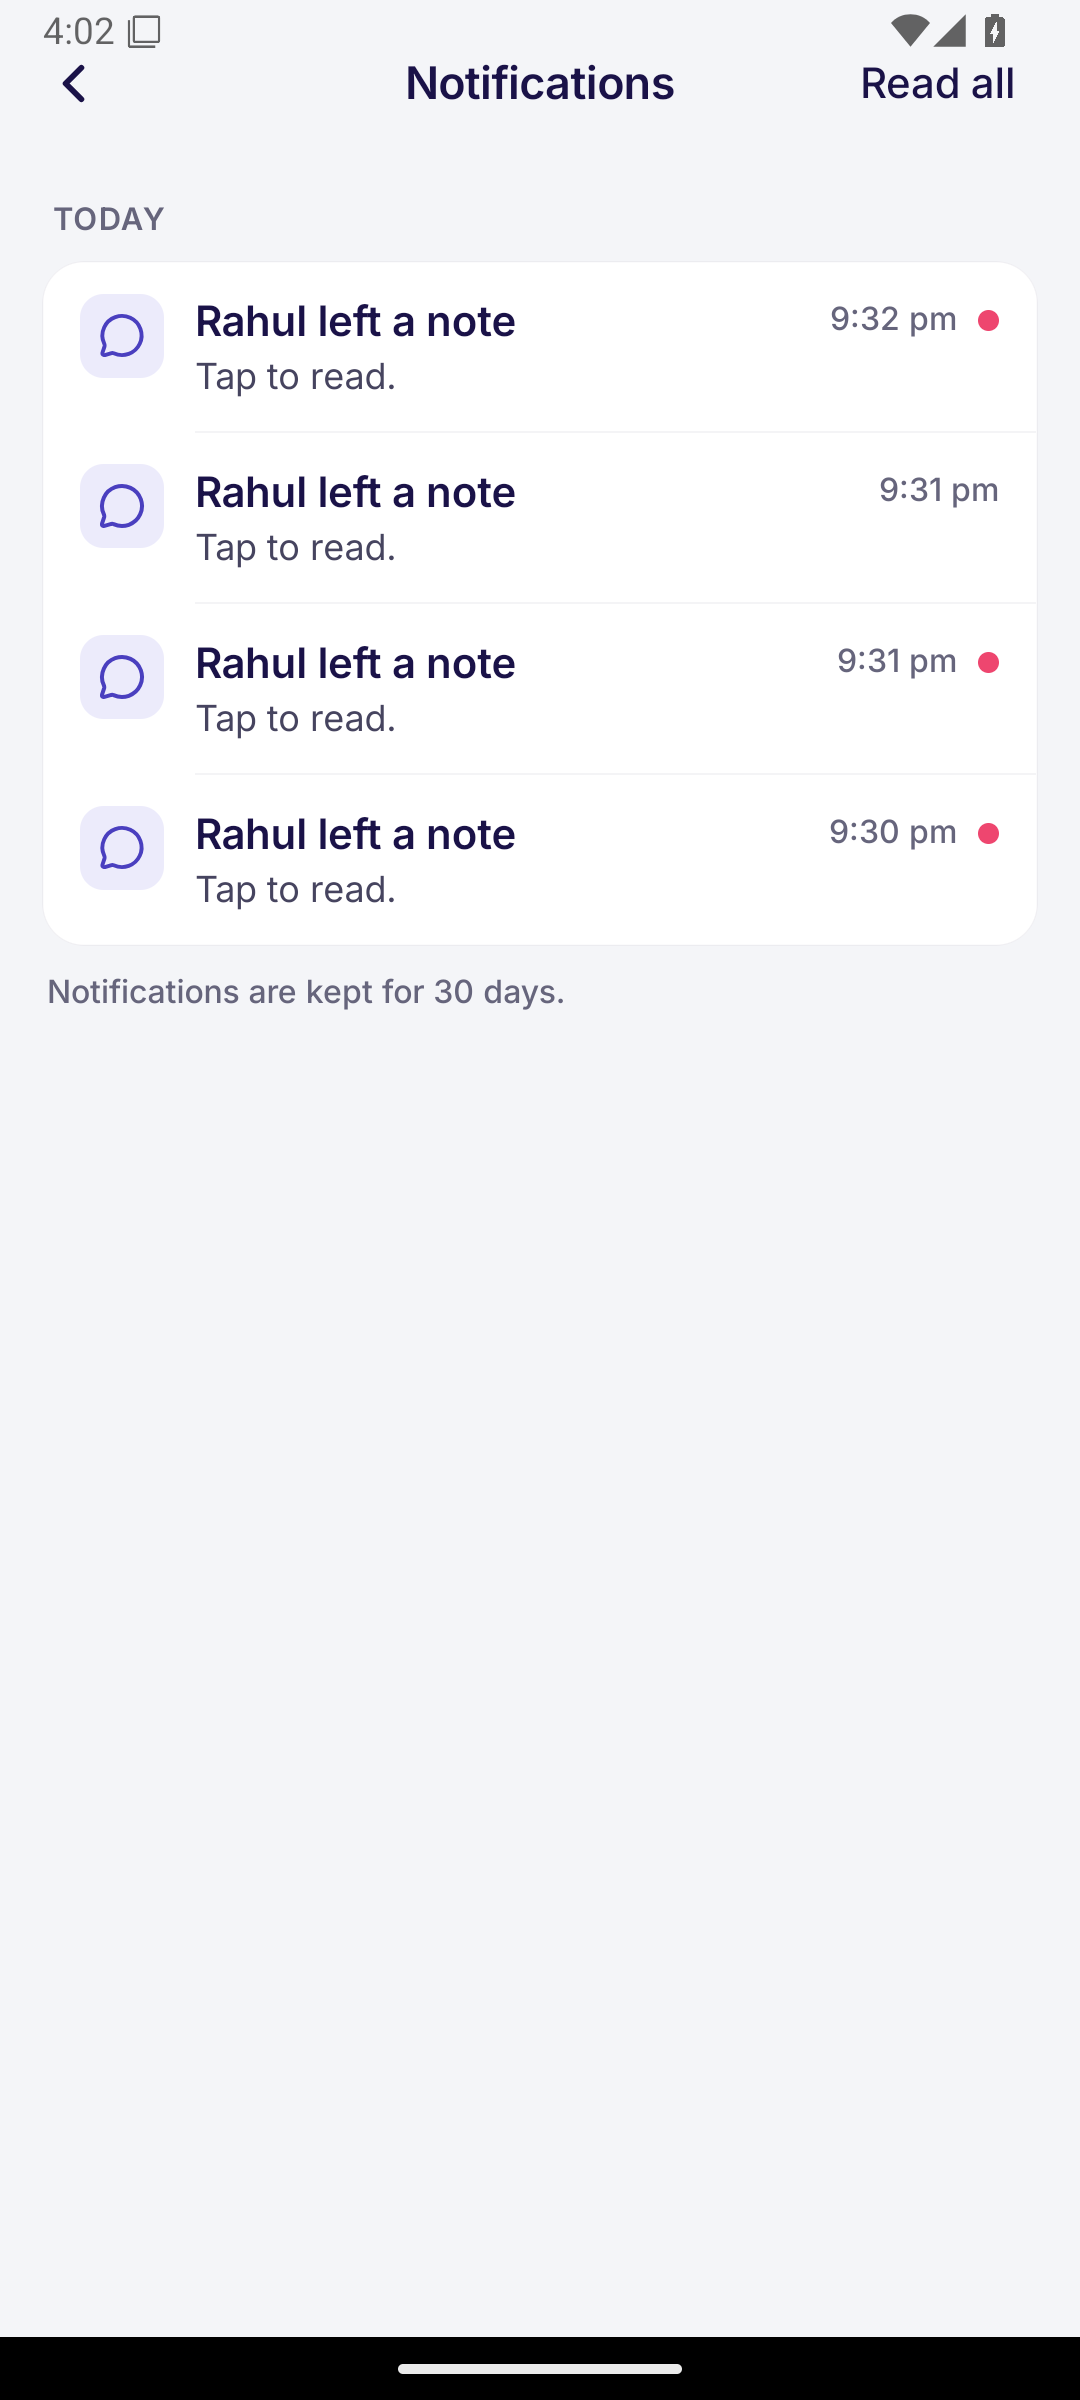 4:02
Notifications
Read all
TODAY
Rahul left a note
9:32 pm
Tap to read.
Rahul left a note
9:31 pm
Tap to read.
Rahul left a note
9:31 pm
Tap to read.
Rahul left a note
9:30 pm
Tap to read.
Notifications are kept for 30 days.